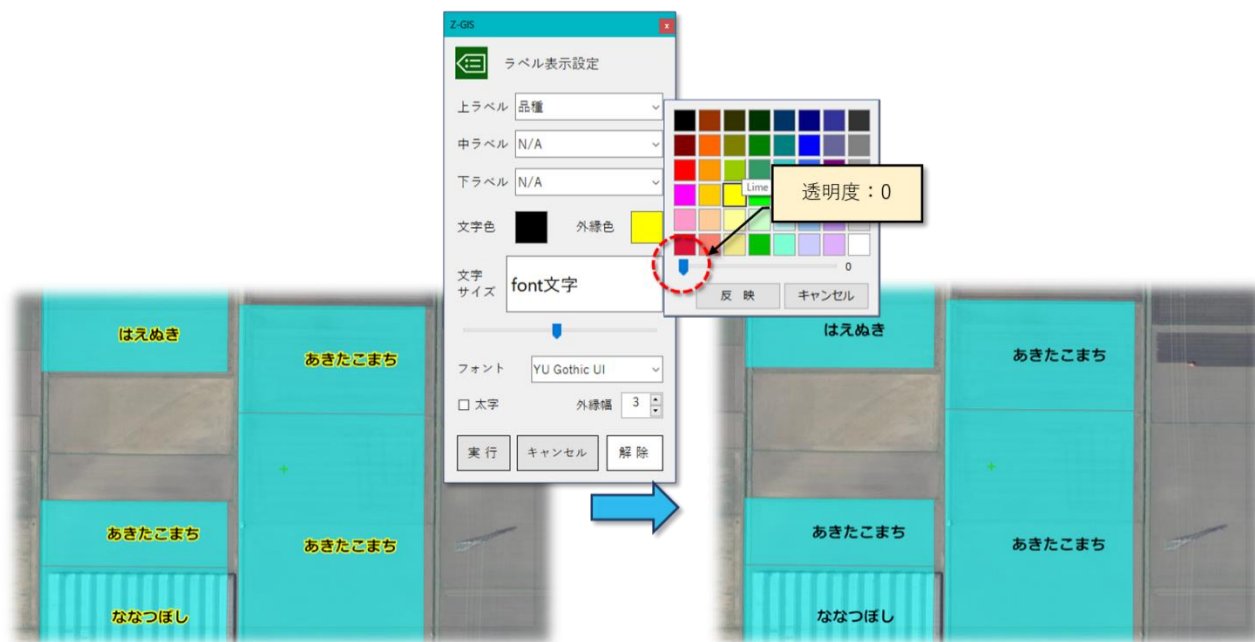 Z-GIS
x
ラベル表示設定
上ラベル 品種
中ラベル N/A
下ラベル N/A
文字色 外縁色
文字
サイズ
font文字
フォント YU Gothic UI
太字 外縁幅 3
実行 キャンセル 解除
Lime
透明度：0
0
反映 キャンセル
はえぬき
あきたこまち
あきたこまち
あきたこまち
ななつぼし
はえぬき
あきたこまち
あきたこまち
あきたこまち
ななつぼし